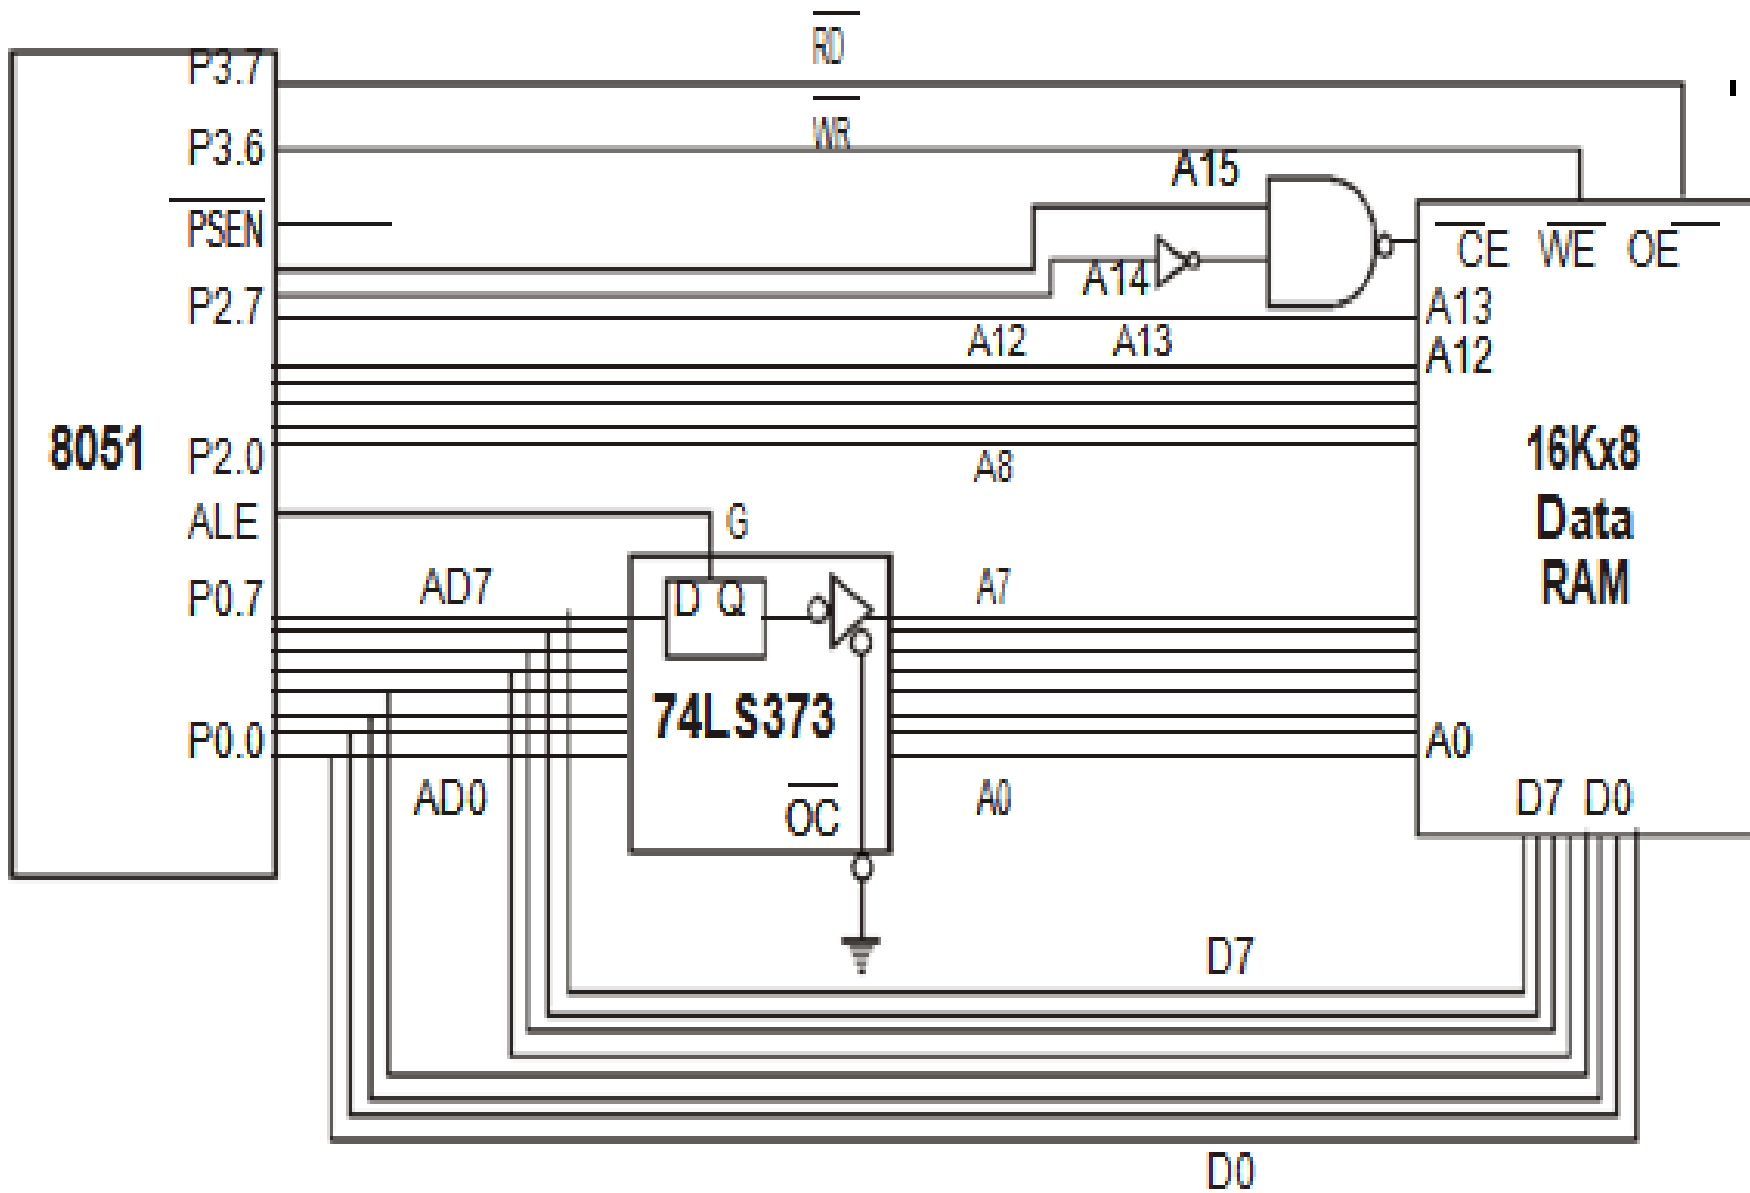 RD
P3.7
WR
P3.6
A15
PSEN
CE WE OE
A14
P2.7
A13
A12 A13
A12
8051
P2.0
A8
16Kx8
Data
RAM
ALE
G
P0.7
AD7
D Q
A7
74LS373
P0.0
A0
AD0
OC
A0
D7 D0
D7
D0